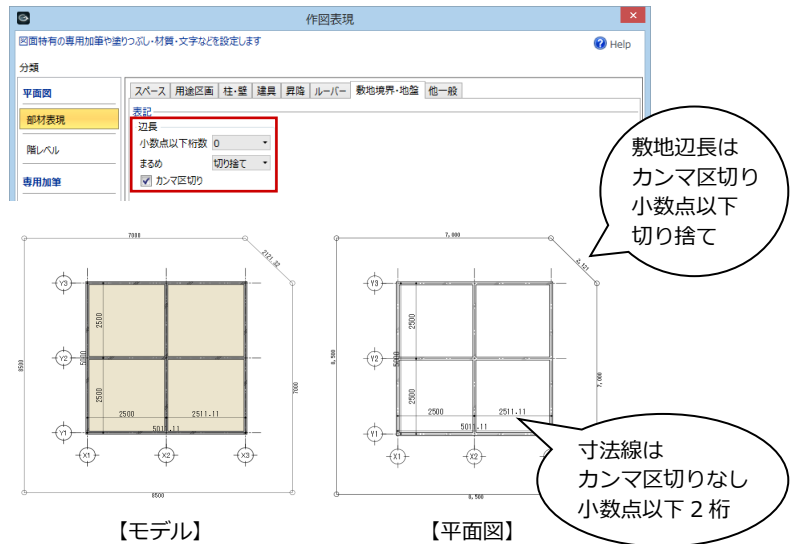 作図表現
図面特有の専用加筆や塗りつぶし・材質・文字などを設定します
Help
分類
平面図
部材表現
階レベル
専用加筆
スペース 用途区画 柱・壁 建具 昇降 ルーバー 敷地境界・地盤 他一般
表記
辺長
小数点以下桁数 0
まるめ 切り捨て
カンマ区切り
敷地辺長は
カンマ区切り
小数点以下
切り捨て
7000
2121.32
Y3
2500
8500
Y2
5000
7000
2500
2500 2511.11
5011.11
Y1
X1 X2 X3
8500
【モデル】
7,000
2,121
Y3
2500
8,500
Y2
5000
7,000
2500
2500 2511.11
5011.11
Y1
X1 X2
8,500
【平面図】
寸法線は
カンマ区切りなし
小数点以下 2 桁